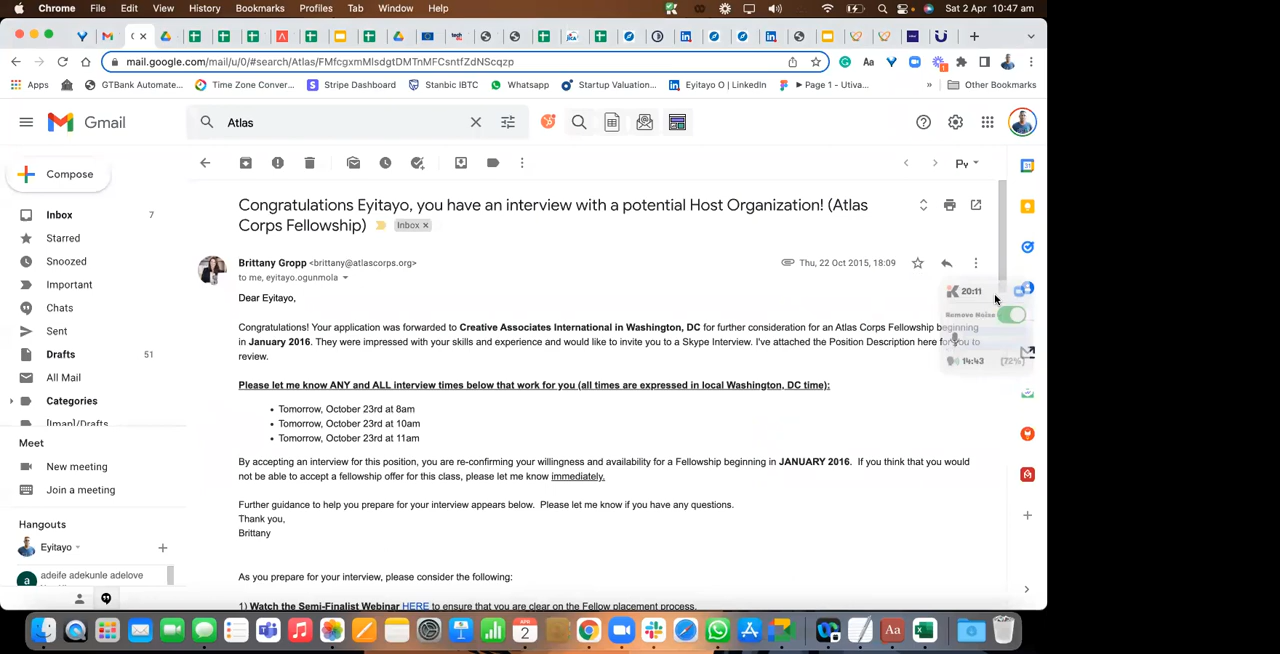 Chrome File Edit View History Bookmarks Profiles Tab Window Help Sat 2 Apr 10:47 am
mail.google.com/mail/u/0/#search/Atlas/FMfcgxmMlsdgtDMTnMFCsntfZdNScqzp
Apps GTBank Automate... Time Zone Conver... Stripe Dashboard Stanbic IBTC Whatsapp Startup Valuation... Eyitayo O | LinkedIn ► Page 1 - Utiva... » Other Bookmarks
Gmail Atlas
Compose
Inbox 7
Starred
Snoozed
Important
Chats
Sent
Drafts 51
All Mail
Categories
[Imap]/Drafts
Meet
New meeting
Join a meeting
Hangouts
Eyitayo
adeife adekunle adelove
Congratulations Eyitayo, you have an interview with a potential Host Organization! (Atlas
Corps Fellowship) Inbox x
Brittany Gropp <brittany@atlascorps.org> Thu, 22 Oct 2015, 18:09
to me, eyitayo.ogunmola
Dear Eyitayo,
Congratulations! Your application was forwarded to Creative Associates International in Washington, DC for further consideration for an Atlas Corps Fellowship beginning
in January 2016. They were impressed with your skills and experience and would like to invite you to a Skype Interview. I've attached the Position Description here for you to
review.
Please let me know ANY and ALL interview times below that work for you (all times are expressed in local Washington, DC time):
• Tomorrow, October 23rd at 8am
• Tomorrow, October 23rd at 10am
• Tomorrow, October 23rd at 11am
By accepting an interview for this position, you are re-confirming your willingness and availability for a Fellowship beginning in JANUARY 2016. If you think that you would
not be able to accept a fellowship offer for this class, please let me know immediately.
Further guidance to help you prepare for your interview appears below. Please let me know if you have any questions.
Thank you,
Brittany
As you prepare for your interview, please consider the following:
1) Watch the Semi-Finalist Webinar HERE to ensure that you are clear on the Fellow placement process.
20:11
Remove Noise
14:43 [72%]